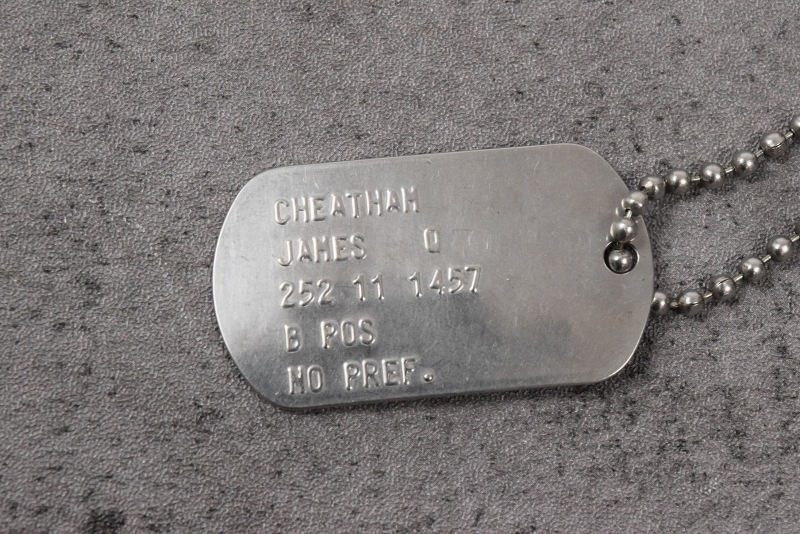 CHEATHAM
JAMES Q
252 11 1457
B POS
NO PREF.